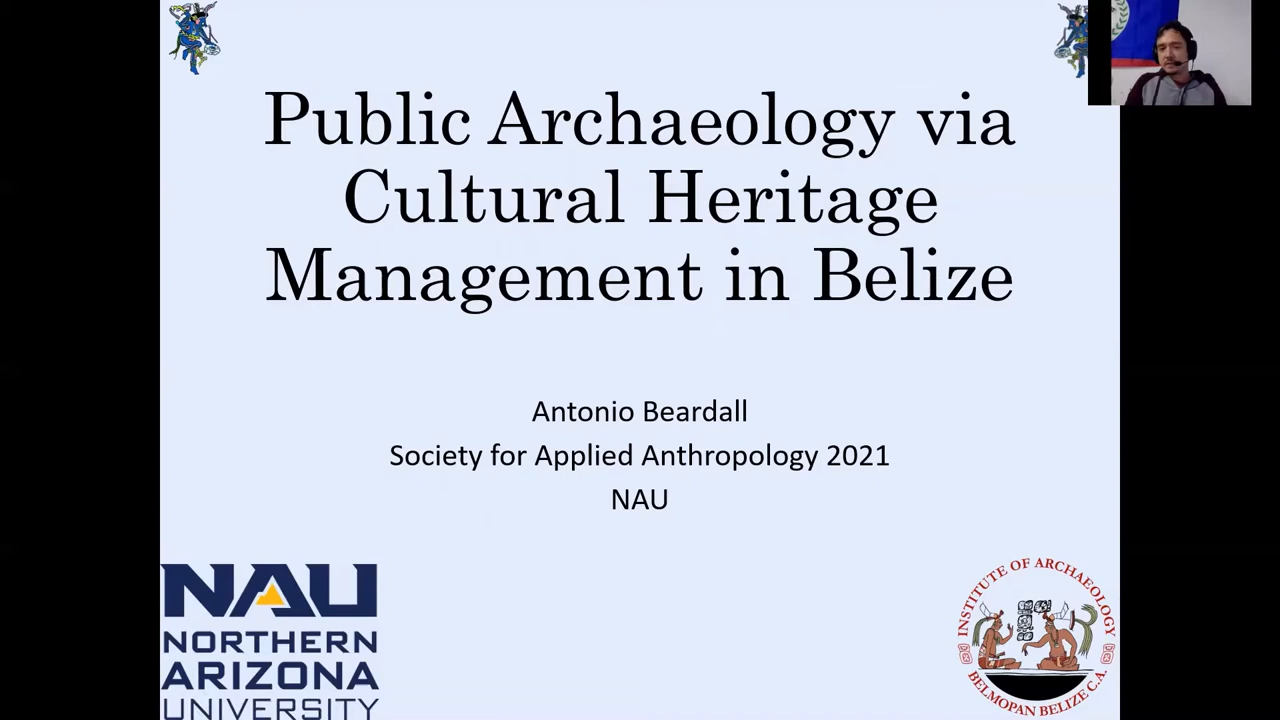 Public Archaeology via
Cultural Heritage
Management in Belize
Antonio Beardall
Society for Applied Anthropology 2021
NAU
NAU
NORTHERN
ARIZONA
UNIVERSITY
INSTITUTE OF ARCHAEOLOGY
BELMOPAN BELIZE C.A.